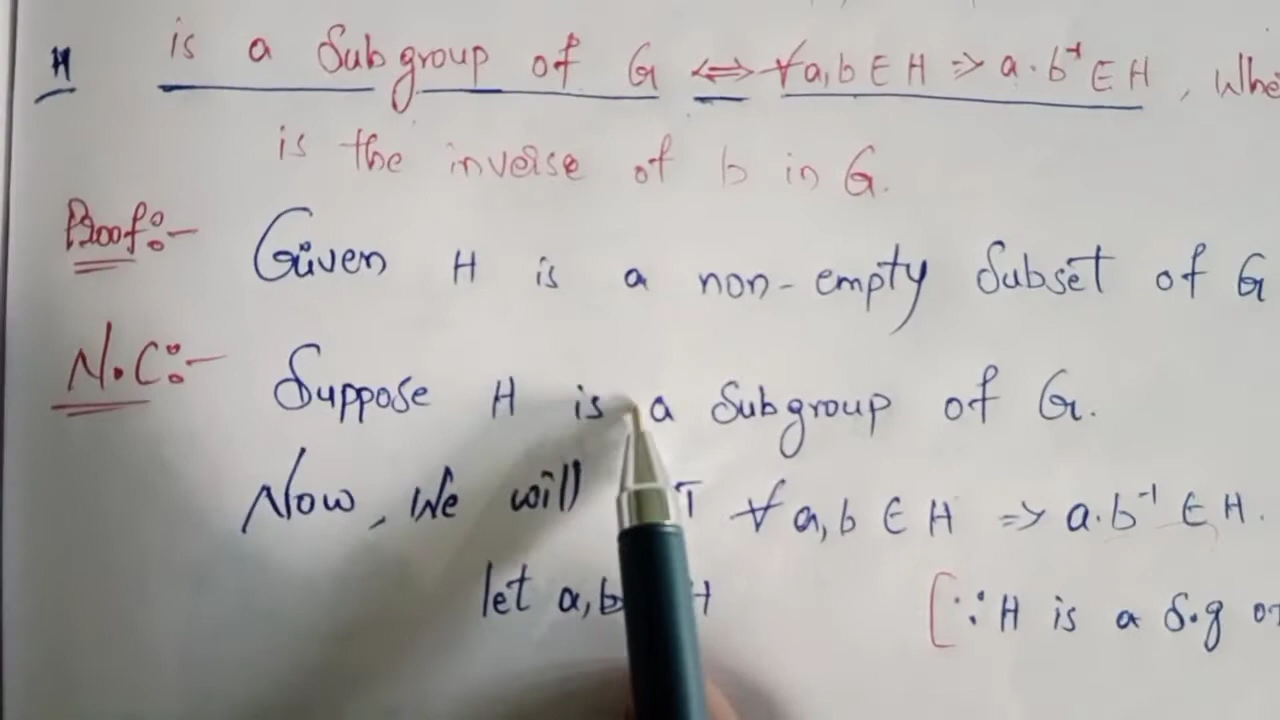 H is a Subgroup of G ⇔ ∀a,b ∈ H ⇒ a·b⁻¹ ∈ H,
is the inverse of b in G.
Proof:- Given H is a non-empty Subset of G
N.C:- Suppose H is a Subgroup of G.
Now, We will T ∀ a,b ∈ H ⇒ a.b⁻¹ ∈ H.
let a,b H [∵ H is a S.g